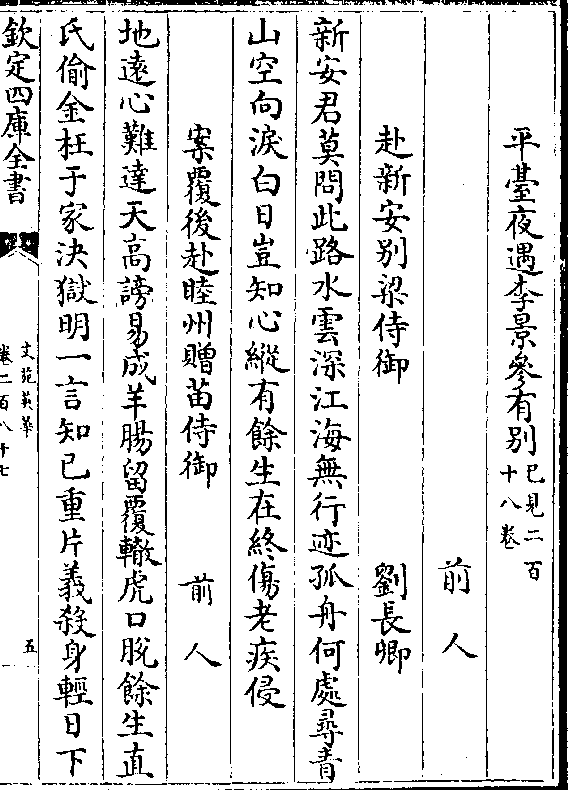 平臺夜遇李景參有別已見二百十八卷
前人
赴新安別梁侍御　劉長卿
新安君莫問此路水雲深江海無行迹孤舟何處尋青
山空向淚白日豈知心縱有餘生在終傷老疾侵
案覆後赴睦州贈苗侍御　前人
地遠心難達天高謗易成羊腸留覆轍虎口脫餘生直
氏偷金枉于家決獄明一言知已重片義殺身輕日下
欽定四庫全書
文苑英華
卷二百八十七
五